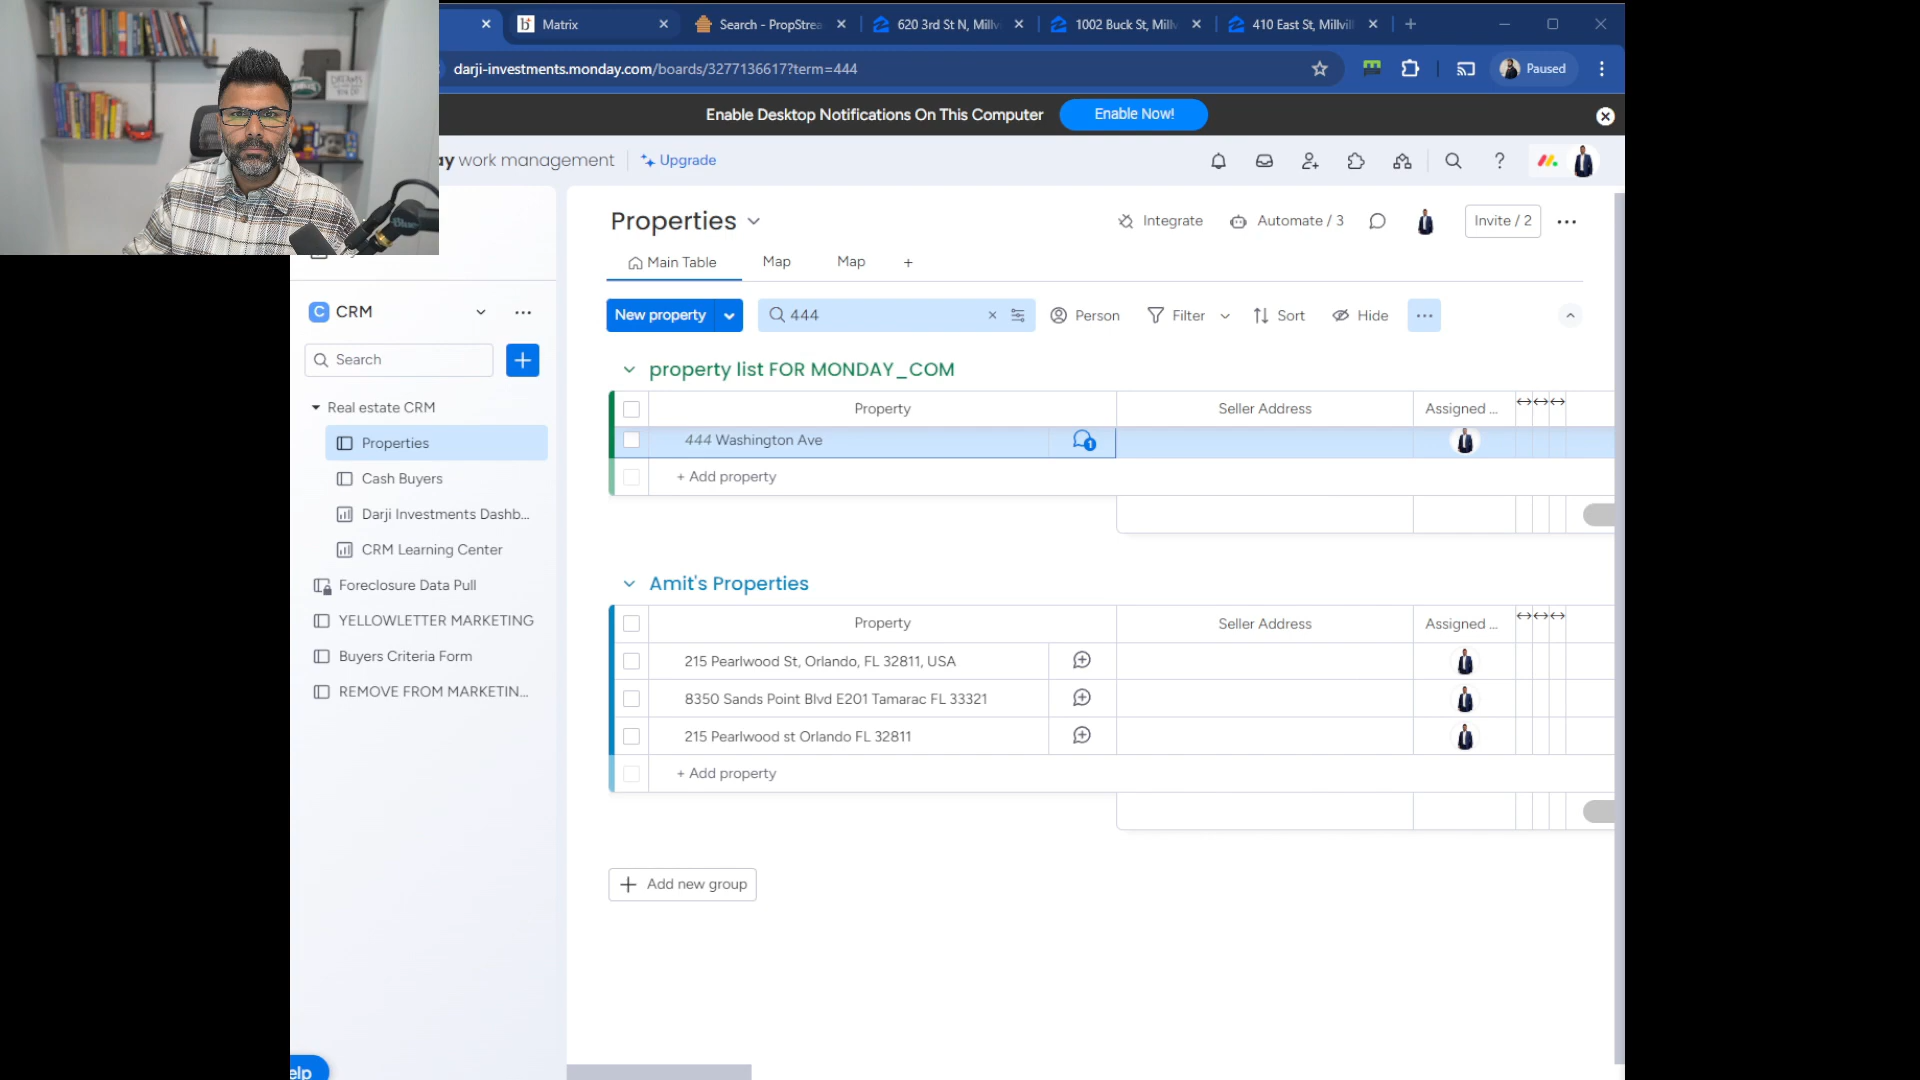 Matrix
Search - PropStrea
620 3rd St N, Millv
1002 Buck St, Mill
410 East St, Millvil
darji-investments.monday.com/boards/3277136617?term=444
Paused
Enable Desktop Notifications On This Computer
Enable Now!
ay work management
Upgrade
Properties
Integrate
Automate / 3
Invite / 2
Main Table
Map
Map
New property
444
Person
Filter
Sort
Hide
C CRM
Search
Real estate CRM
Properties
Cash Buyers
Darji Investments Dashb...
CRM Learning Center
Foreclosure Data Pull
YELLOWLETTER MARKETING
Buyers Criteria Form
REMOVE FROM MARKETIN...
elp
property list FOR MONDAY_COM
Property
Seller Address
Assigned ...
444 Washington Ave
1
+ Add property
Amit's Properties
Property
Seller Address
Assigned ...
215 Pearlwood St, Orlando, FL 32811, USA
8350 Sands Point Blvd E201 Tamarac FL 33321
215 Pearlwood st Orlando FL 32811
+ Add property
+ Add new group